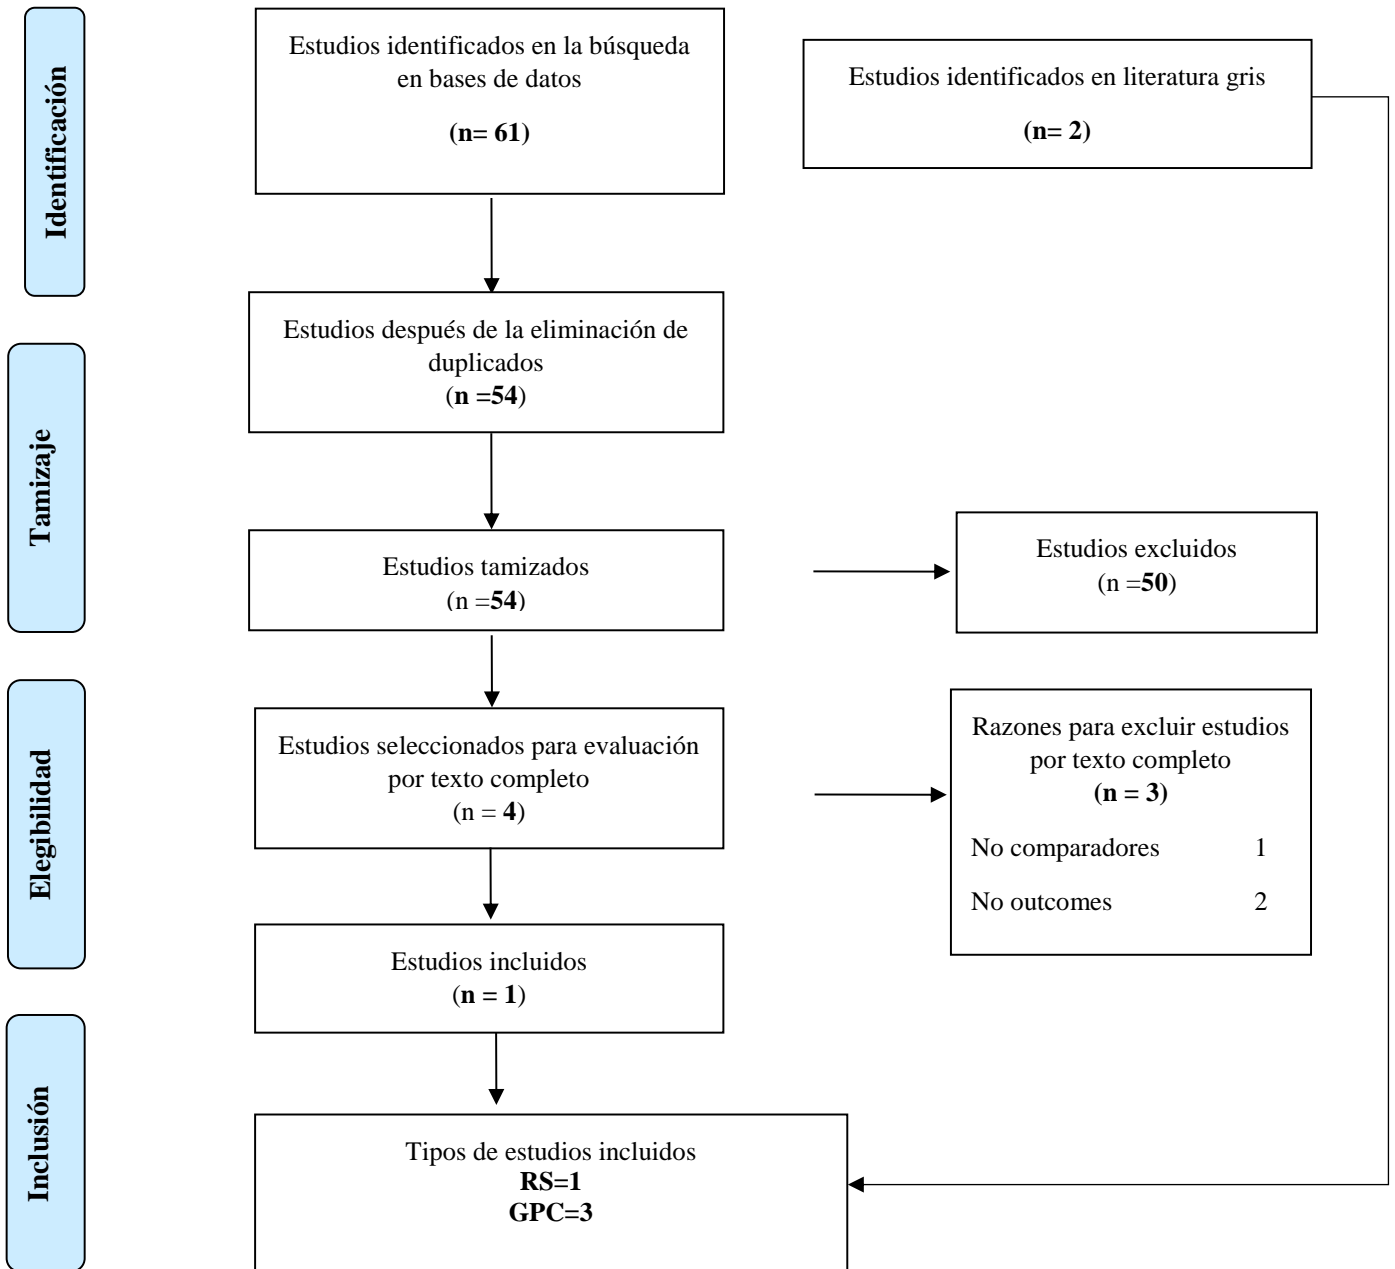 Identificación
Estudios identificados en la búsqueda
en bases de datos
(n= 61)
Estudios identificados en literatura gris
(n= 2)
Estudios después de la eliminación de
duplicados
(n =54)
Tamizaje
Estudios tamizados
(n =54)
Estudios excluidos
(n =50)
Elegibilidad
Estudios seleccionados para evaluación
por texto completo
(n = 4)
Razones para excluir estudios
por texto completo
(n = 3)
No comparadores 1
No outcomes 2
Estudios incluidos
(n = 1)
Inclusión
Tipos de estudios incluidos
RS=1
GPC=3